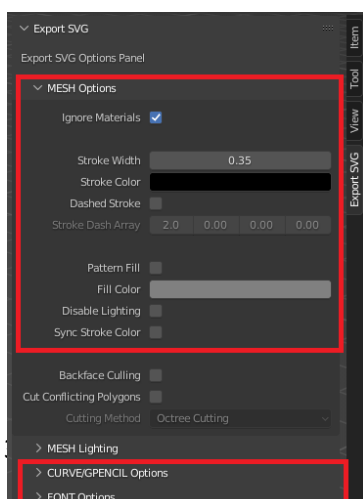 Export SVG
Export SVG Options Panel
MESH Options
Ignore Materials
Stroke Width 0.35
Stroke Color
Dashed Stroke
Stroke Dash Array 2.0 0.00 0.00 0.00
Pattern Fill
Fill Color
Disable Lighting
Sync Stroke Color
Backface Culling
Cut Conflicting Polygons
Cutting Method Octree Cutting
MESH Lighting
CURVE/GPENCIL Options
FONT Options
Item
Tool
View
Export SVG